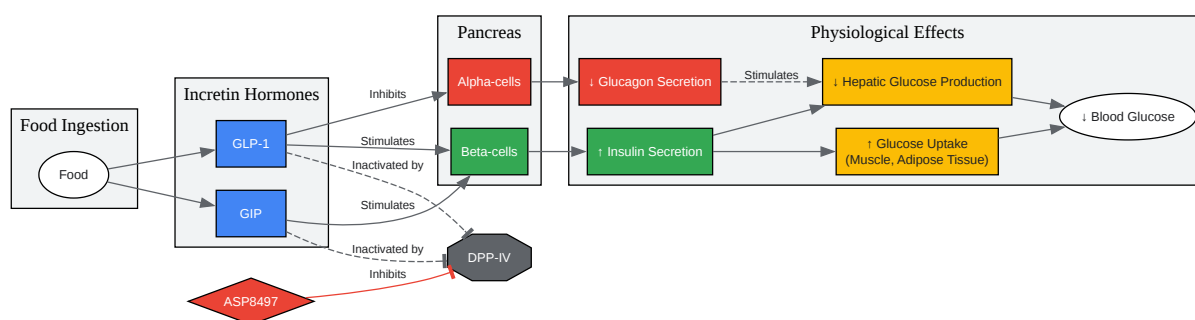 Food Ingestion
Food
Incretin Hormones
GLP-1
GIP
Inhibits
Stimulates
Inactivated by
Stimulates
Inactivated by
Inhibits
ASP8497
DPP-IV
Pancreas
Alpha-cells
Beta-cells
Physiological Effects
↓ Glucagon Secretion
Stimulates
↓ Hepatic Glucose Production
↑ Insulin Secretion
↑ Glucose Uptake
(Muscle, Adipose Tissue)
↓ Blood Glucose